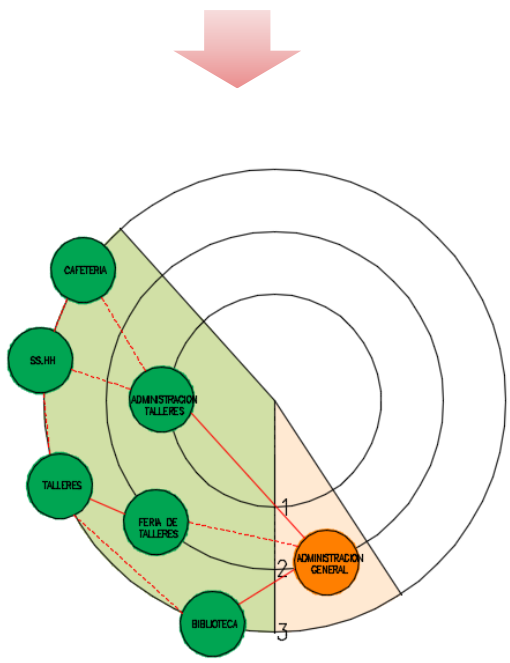 CAFETERIA
SS.HH
ADMINISTRACION
TALLERES
TALLERES
FERIA DE
TALLERES
1
ADMINISTRACION
GENERAL
2
BIBLIOTECA
3